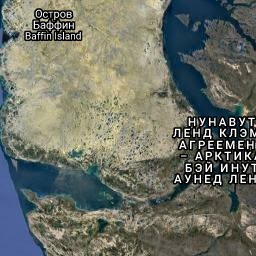 Остров
Баффин
Baffin Island
НУНАВУТ
ЛЕНД КЛЭМ
АГРЕЕМЕН
– АРКТИКА
БЭЙ ИНУТ
АУНЕД ЛЕН